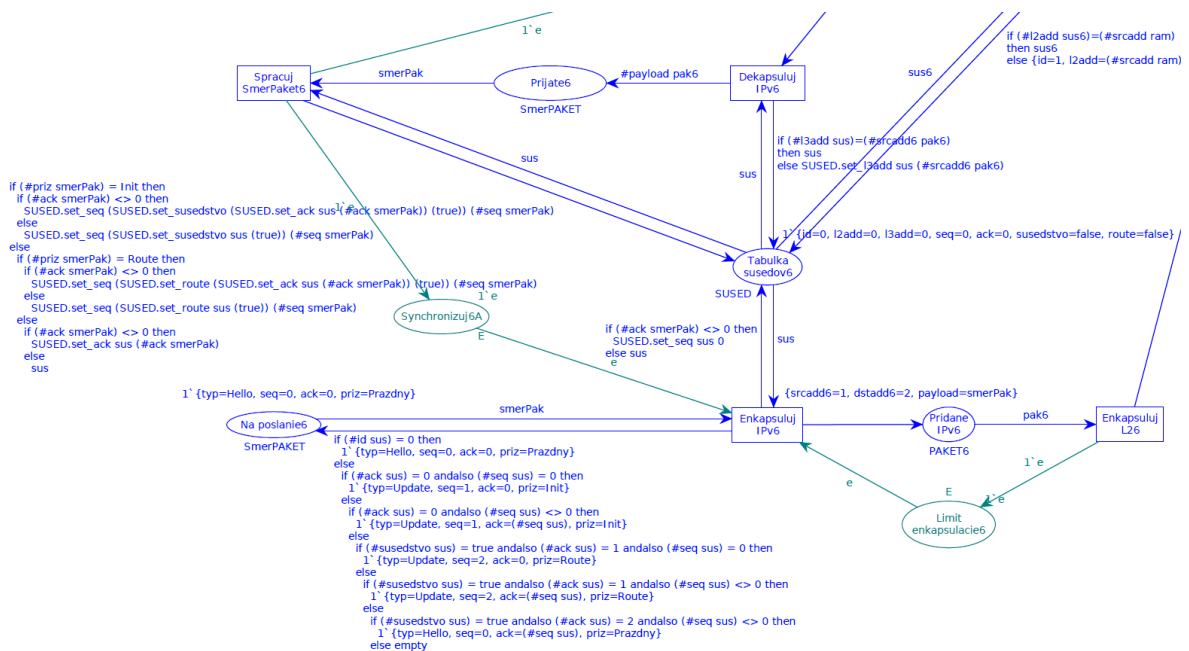 1`e
if (#l2add sus6)=(#srcadd ram)
then sus6
else {id=1, l2add=(#srcadd ram)
sus6
Spracuj
SmerPaket6
smerPak
Prijate6
SmerPAKET
#payload pak6
Dekapsuluj
IPv6
if (#l3add sus)=(#srcadd6 pak6)
then sus
else SUSED.set_l3add sus (#srcadd6 pak6)
sus
sus
if (#priz smerPak) = Init then
if (#ack smerPak) <> 0 then
SUSED.set_seq (SUSED.set_susedstvo (SUSED.set_ack sus (#ack smerPak)) (true)) (#seq smerPak)
else
SUSED.set_seq (SUSED.set_susedstvo sus (true)) (#seq smerPak)
else
if (#priz smerPak) = Route then
if (#ack smerPak) <> 0 then
SUSED.set_seq (SUSED.set_route (SUSED.set_ack sus (#ack smerPak)) (true)) (#seq smerPak)
else
SUSED.set_seq (SUSED.set_route sus (true)) (#seq smerPak)
else
if (#ack smerPak) <> 0 then
SUSED.set_ack sus (#ack smerPak)
else
sus
1`e
1`{id=0, l2add=0, l3add=0, seq=0, ack=0, susedstvo=false, route=false}
Tabulka
susedov6
SUSED
1`e
Synchronizuj6A
E
e
if (#ack smerPak) <> 0 then
SUSED.set_seq sus 0
else sus
sus
1`{typ=Hello, seq=0, ack=0, priz=Prazdny}
Na poslanie6
SmerPAKET
smerPak
Enkapsuluj
IPv6
{srcadd6=1, dstadd6=2, payload=smerPak}
Pridane
IPv6
PAKET6
pak6
Enkapsuluj
L26
1`e
E
1`e
Limit
enkapsulacie6
e
if (#id sus) = 0 then
1`{typ=Hello, seq=0, ack=0, priz=Prazdny}
else
if (#ack sus) = 0 andalso (#seq sus) = 0 then
1`{typ=Update, seq=1, ack=0, priz=Init}
else
if (#ack sus) = 0 andalso (#seq sus) <> 0 then
1`{typ=Update, seq=1, ack=(#seq sus), priz=Init}
else
if (#susedstvo sus) = true andalso (#ack sus) = 1 andalso (#seq sus) = 0 then
1`{typ=Update, seq=2, ack=0, priz=Route}
else
if (#susedstvo sus) = true andalso (#ack sus) = 1 andalso (#seq sus) <> 0 then
1`{typ=Update, seq=2, ack=(#seq sus), priz=Route}
else
if (#susedstvo sus) = true andalso (#ack sus) = 2 andalso (#seq sus) <> 0 then
1`{typ=Hello, seq=0, ack=(#seq sus), priz=Prazdny}
else empty